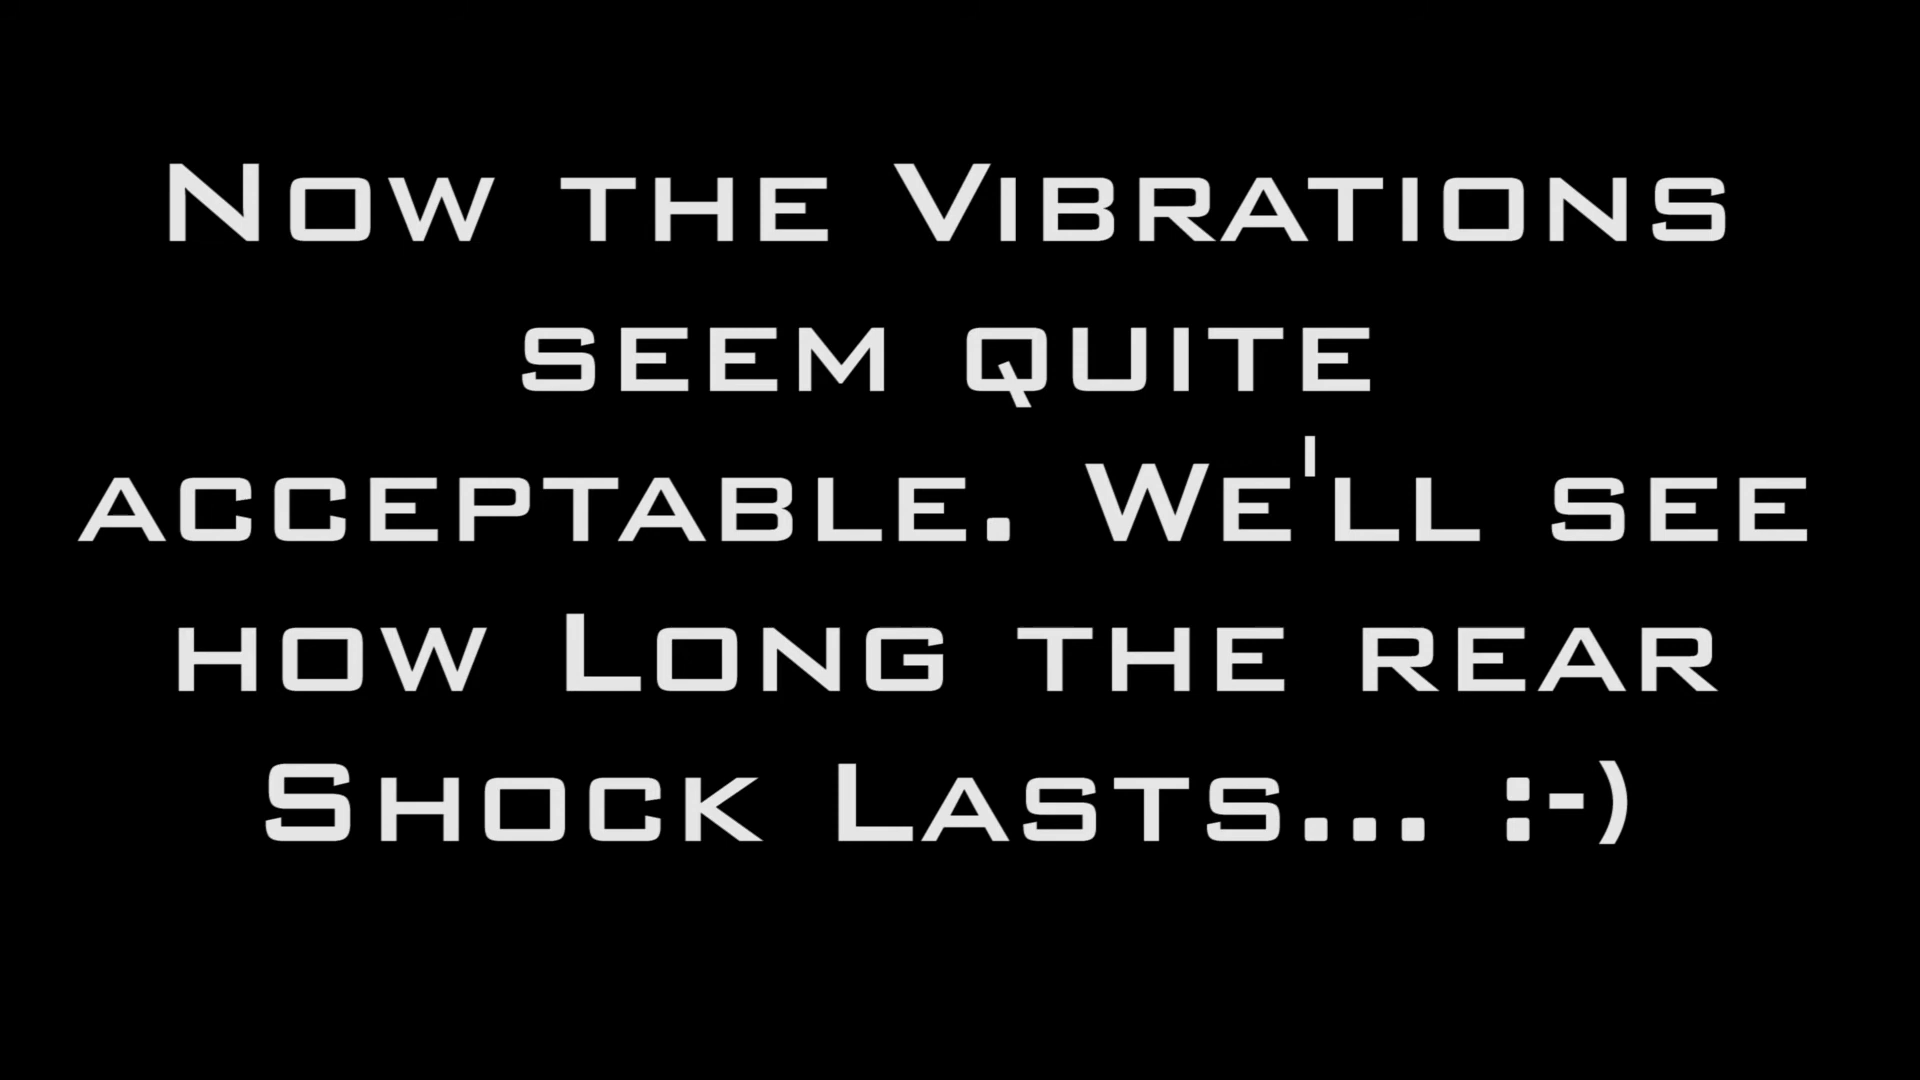 Now the Vibrations
seem quite
acceptable. We'll see
how Long the rear
Shock Lasts... :-)